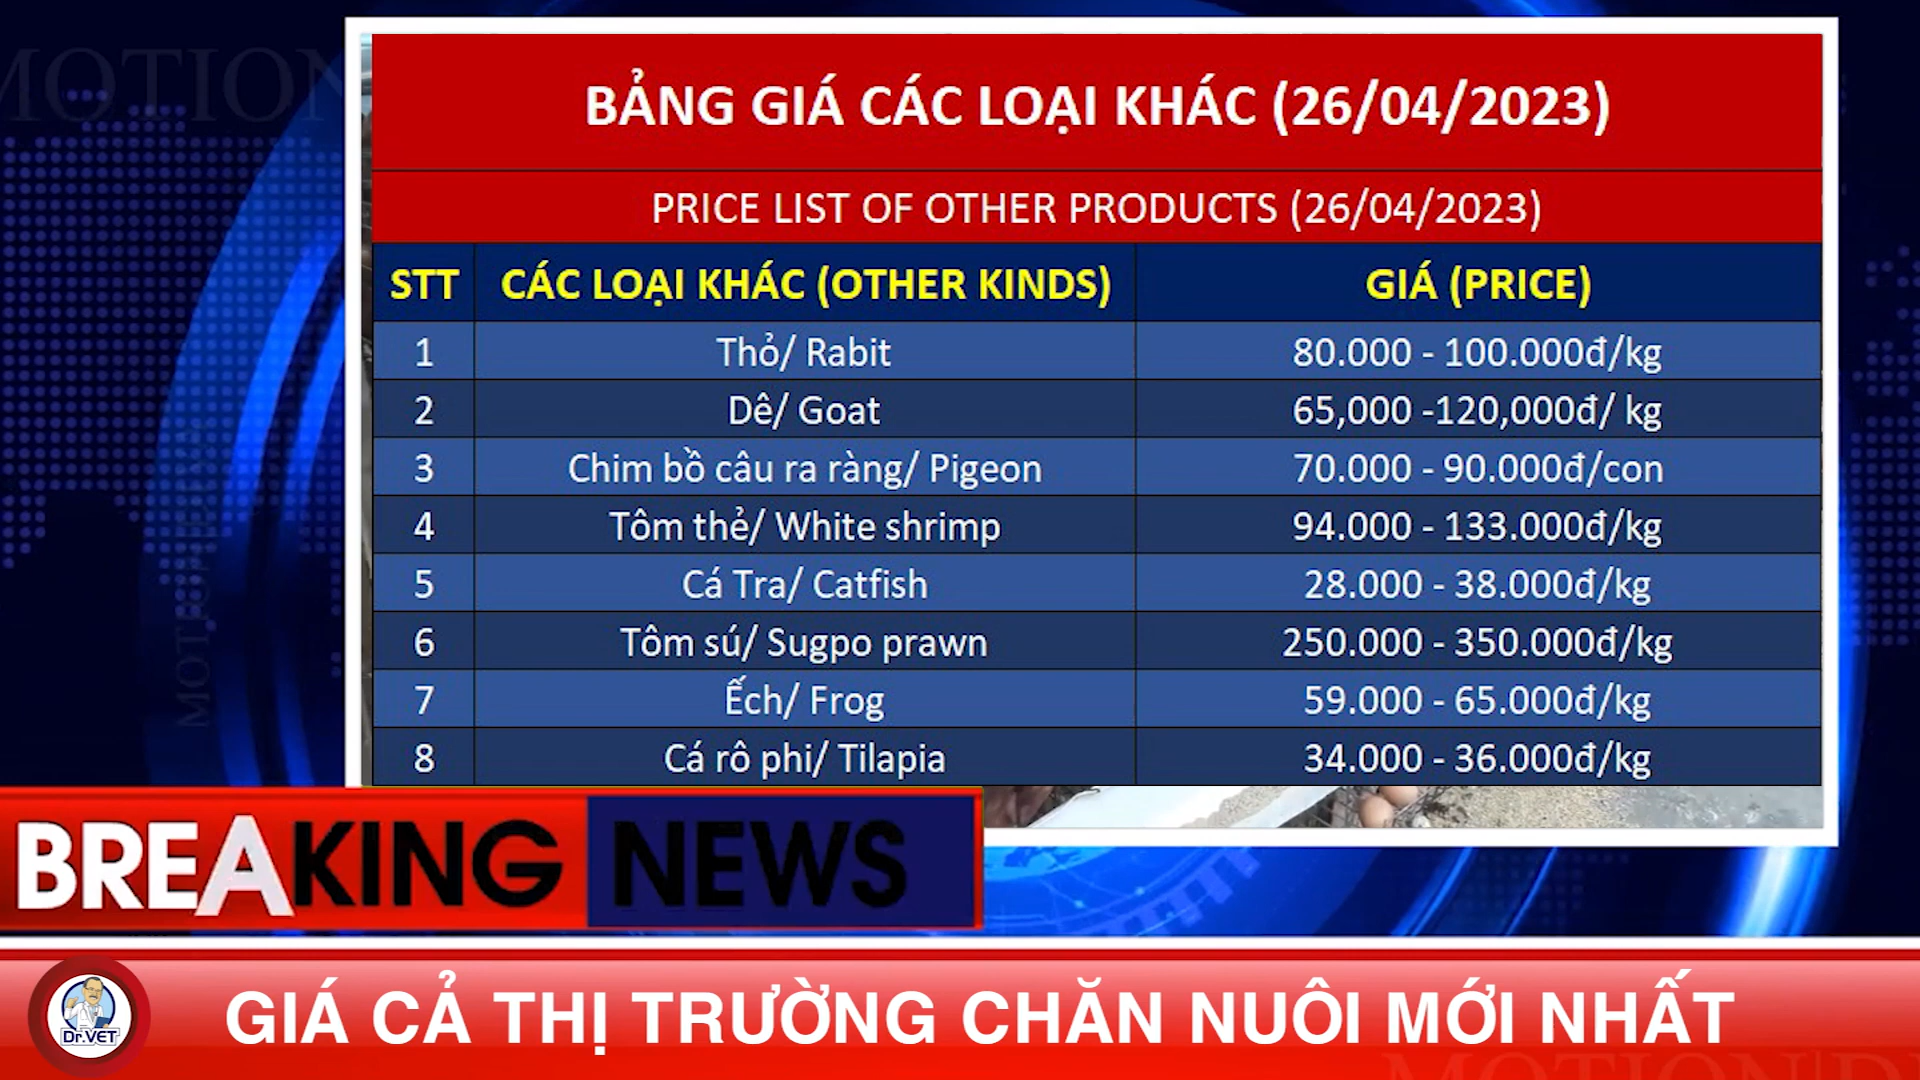 MOTION
BẢNG GIÁ CÁC LOẠI KHÁC (26/04/2023)
PRICE LIST OF OTHER PRODUCTS (26/04/2023)
STT CÁC LOẠI KHÁC (OTHER KINDS) GIÁ (PRICE)
1 Thỏ/ Rabit 80.000 - 100.000đ/kg
2 Dê/ Goat 65,000 -120,000đ/ kg
3 Chim bồ câu ra ràng/ Pigeon 70.000 - 90.000đ/con
4 Tôm thẻ/ White shrimp 94.000 - 133.000đ/kg
5 Cá Tra/ Catfish 28.000 - 38.000đ/kg
6 Tôm sú/ Sugpo prawn 250.000 - 350.000đ/kg
7 Ếch/ Frog 59.000 - 65.000đ/kg
8 Cá rô phi/ Tilapia 34.000 - 36.000đ/kg
BREAKING NEWS
Dr.VET
GIÁ CẢ THỊ TRƯỜNG CHĂN NUÔI MỚI NHẤT